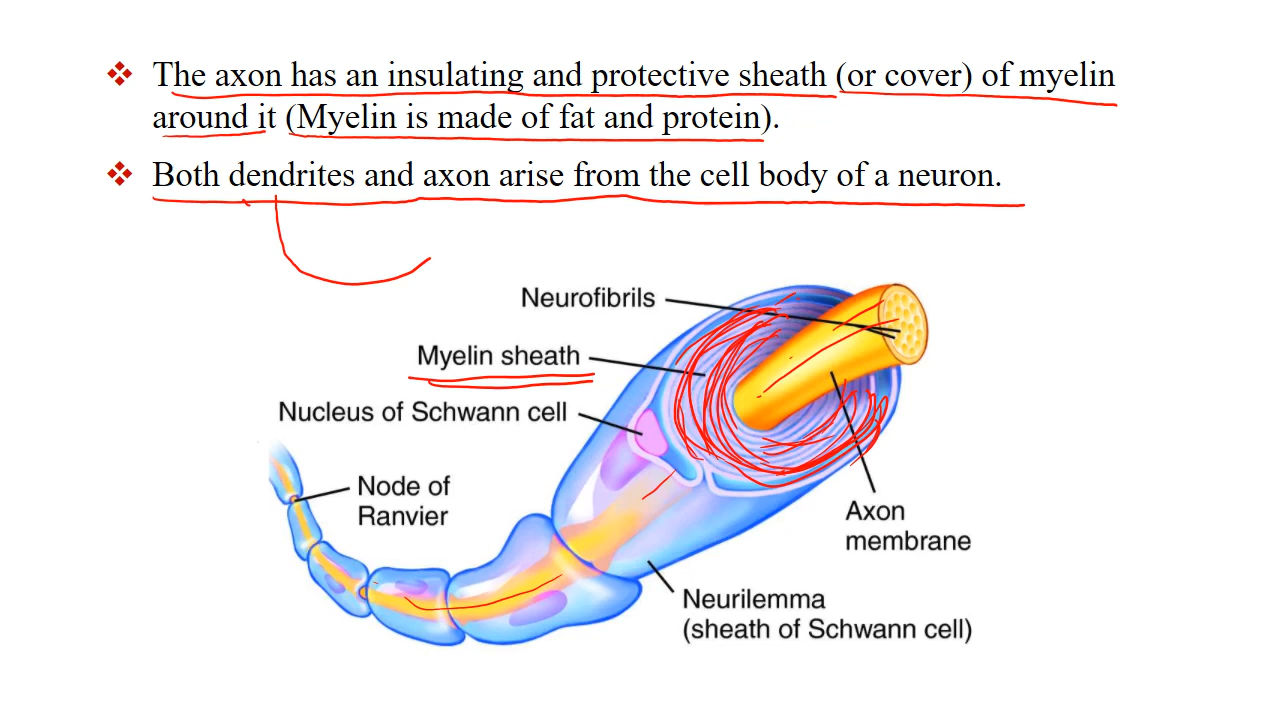 ❖ The axon has an insulating and protective sheath (or cover) of myelin
around it (Myelin is made of fat and protein).
❖ Both dendrites and axon arise from the cell body of a neuron.
Neurofibrils
Myelin sheath
Nucleus of Schwann cell
Node of
Ranvier
Axon
membrane
Neurilemma
(sheath of Schwann cell)